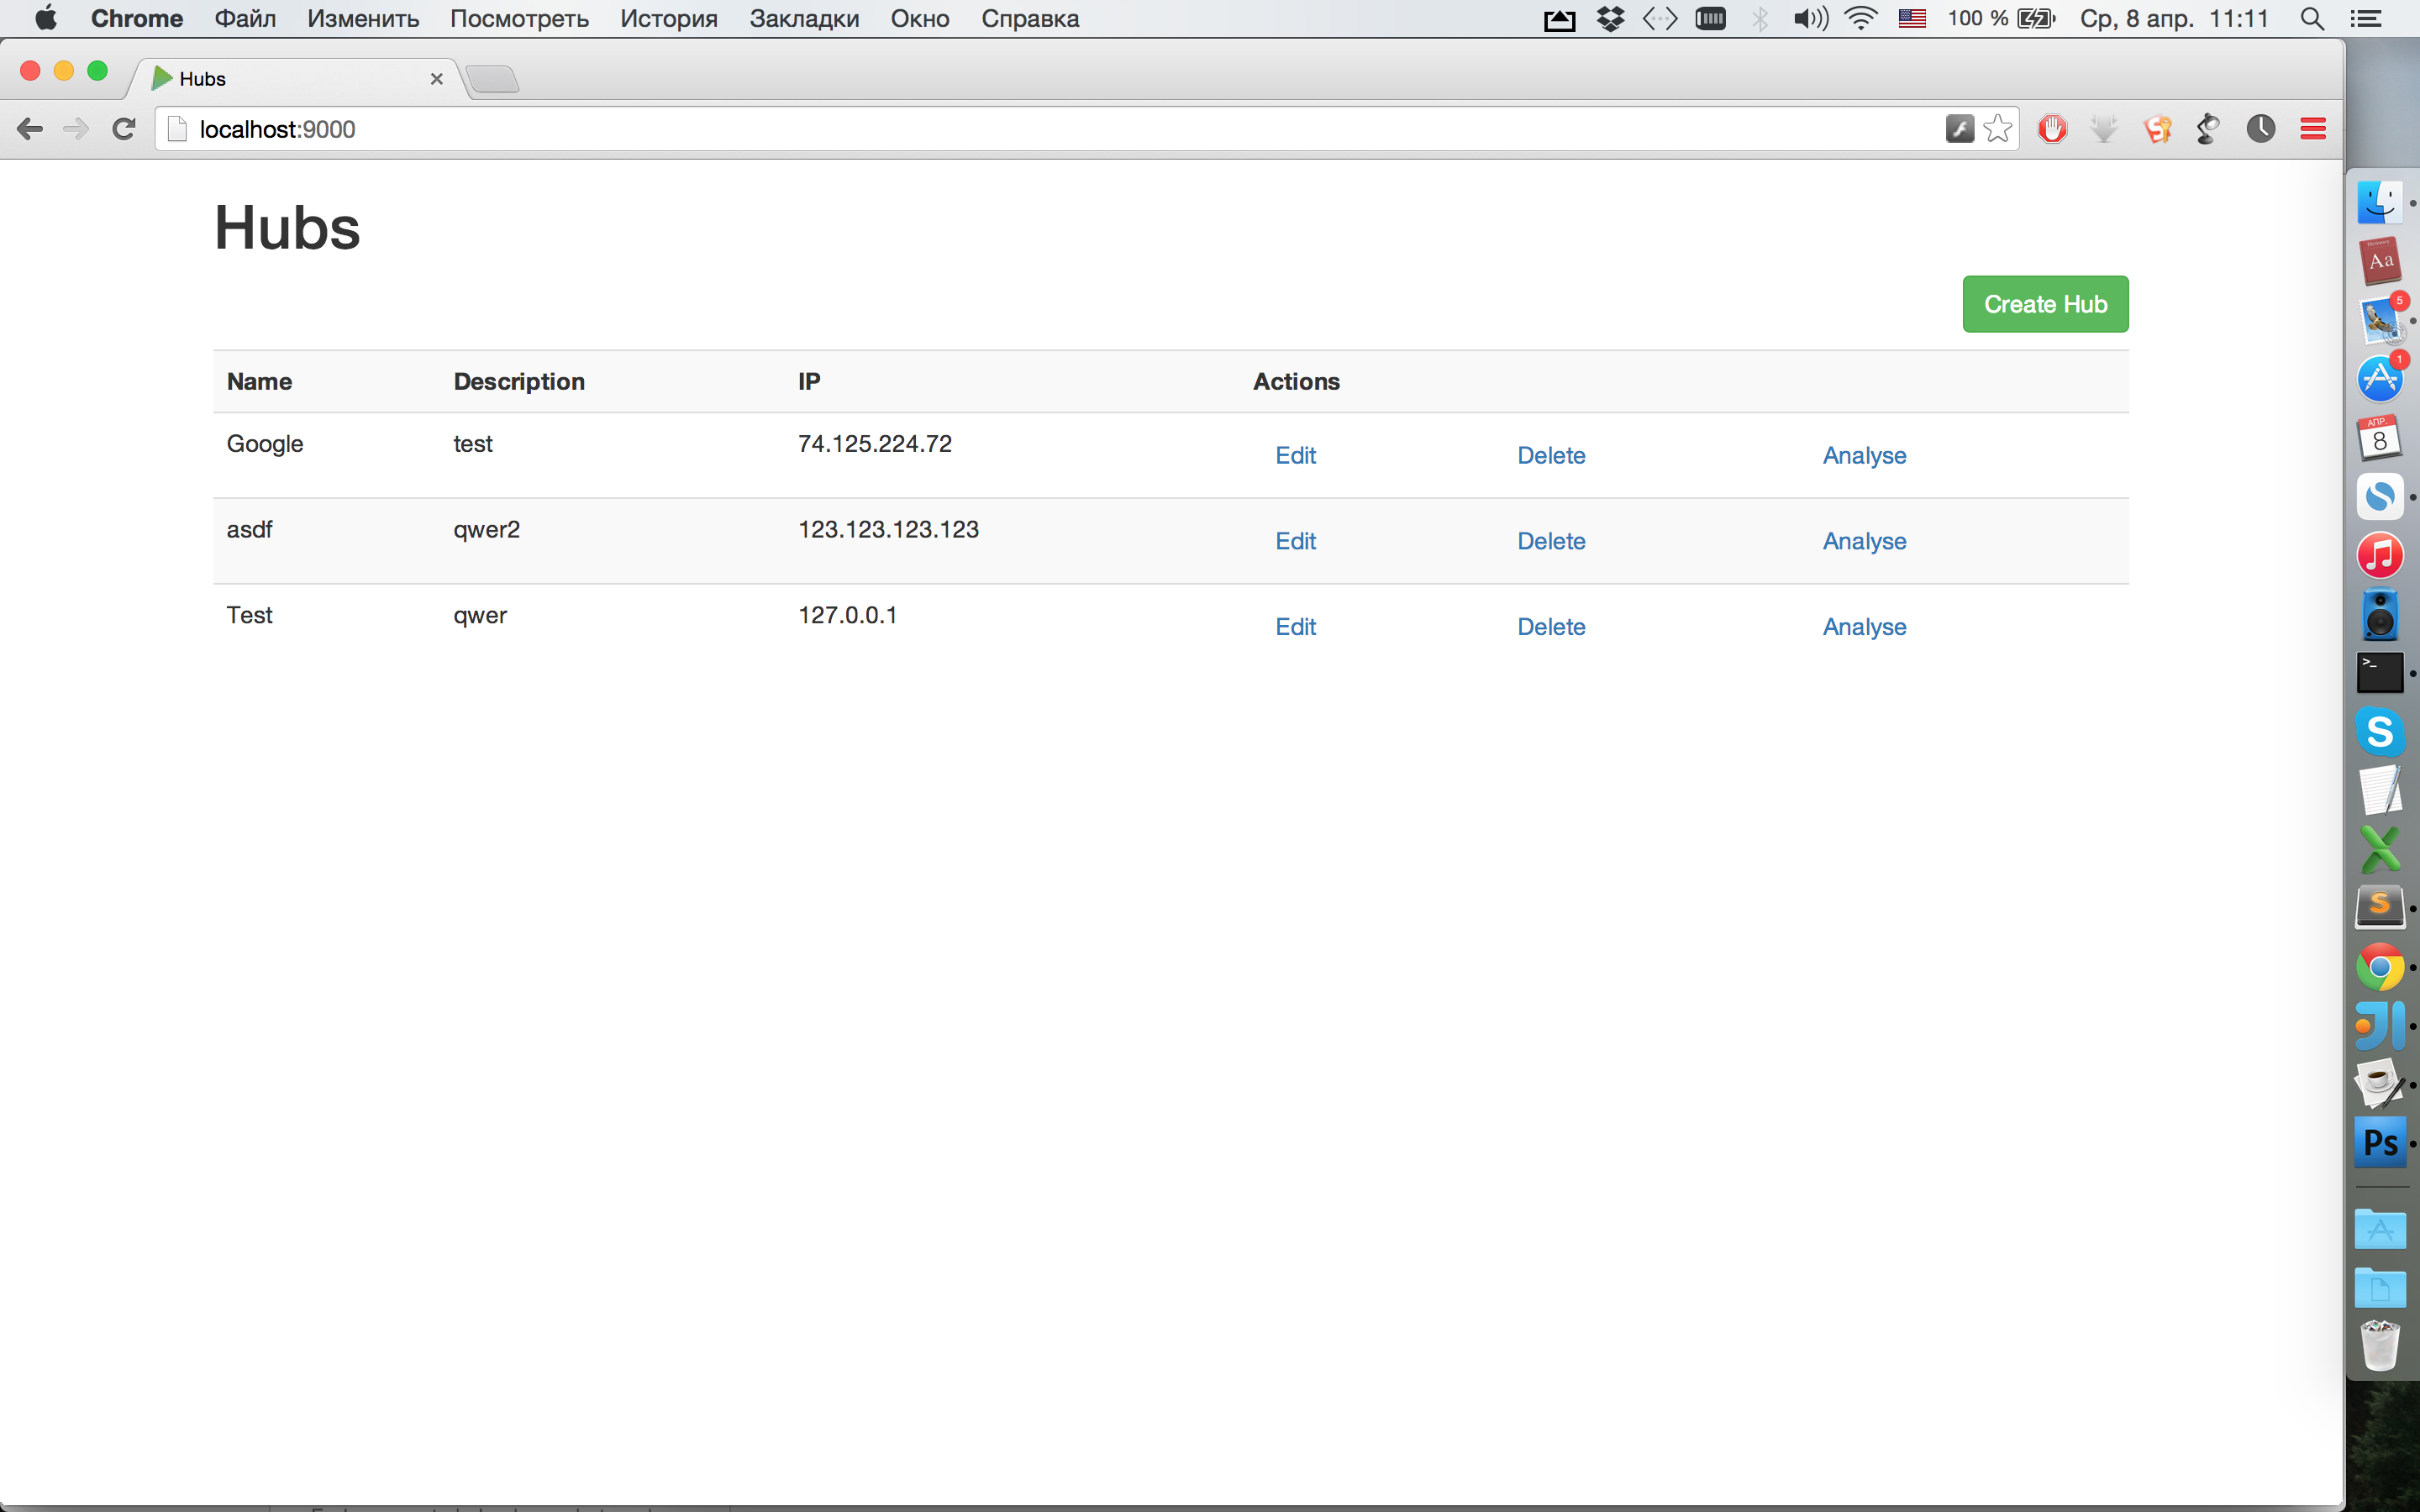 Chrome Файл Изменить Посмотреть История Закладки Окно Справка 100 % Ср, 8 апр. 11:11
Hubs
localhost:9000
Hubs
Create Hub
Name Description IP Actions
Google test 74.125.224.72 Edit Delete Analyse
asdf qwer2 123.123.123.123 Edit Delete Analyse
Test qwer 127.0.0.1 Edit Delete Analyse
Dictionary
Aa
5
1
АПР.
8
>_
S
S
Ps